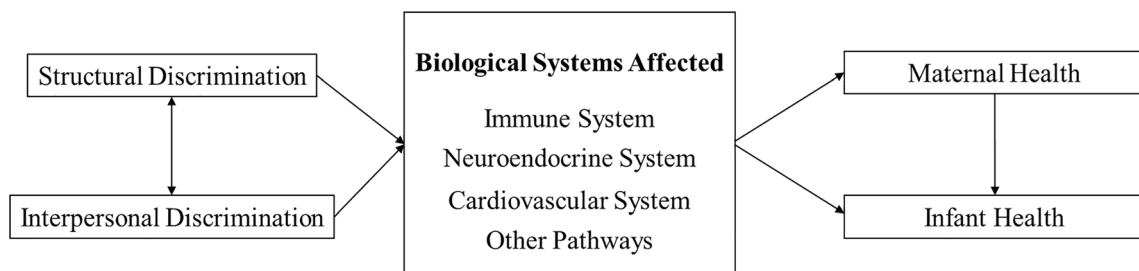 Structural Discrimination
Interpersonal Discrimination
Biological Systems Affected
Immune System
Neuroendocrine System
Cardiovascular System
Other Pathways
Maternal Health
Infant Health